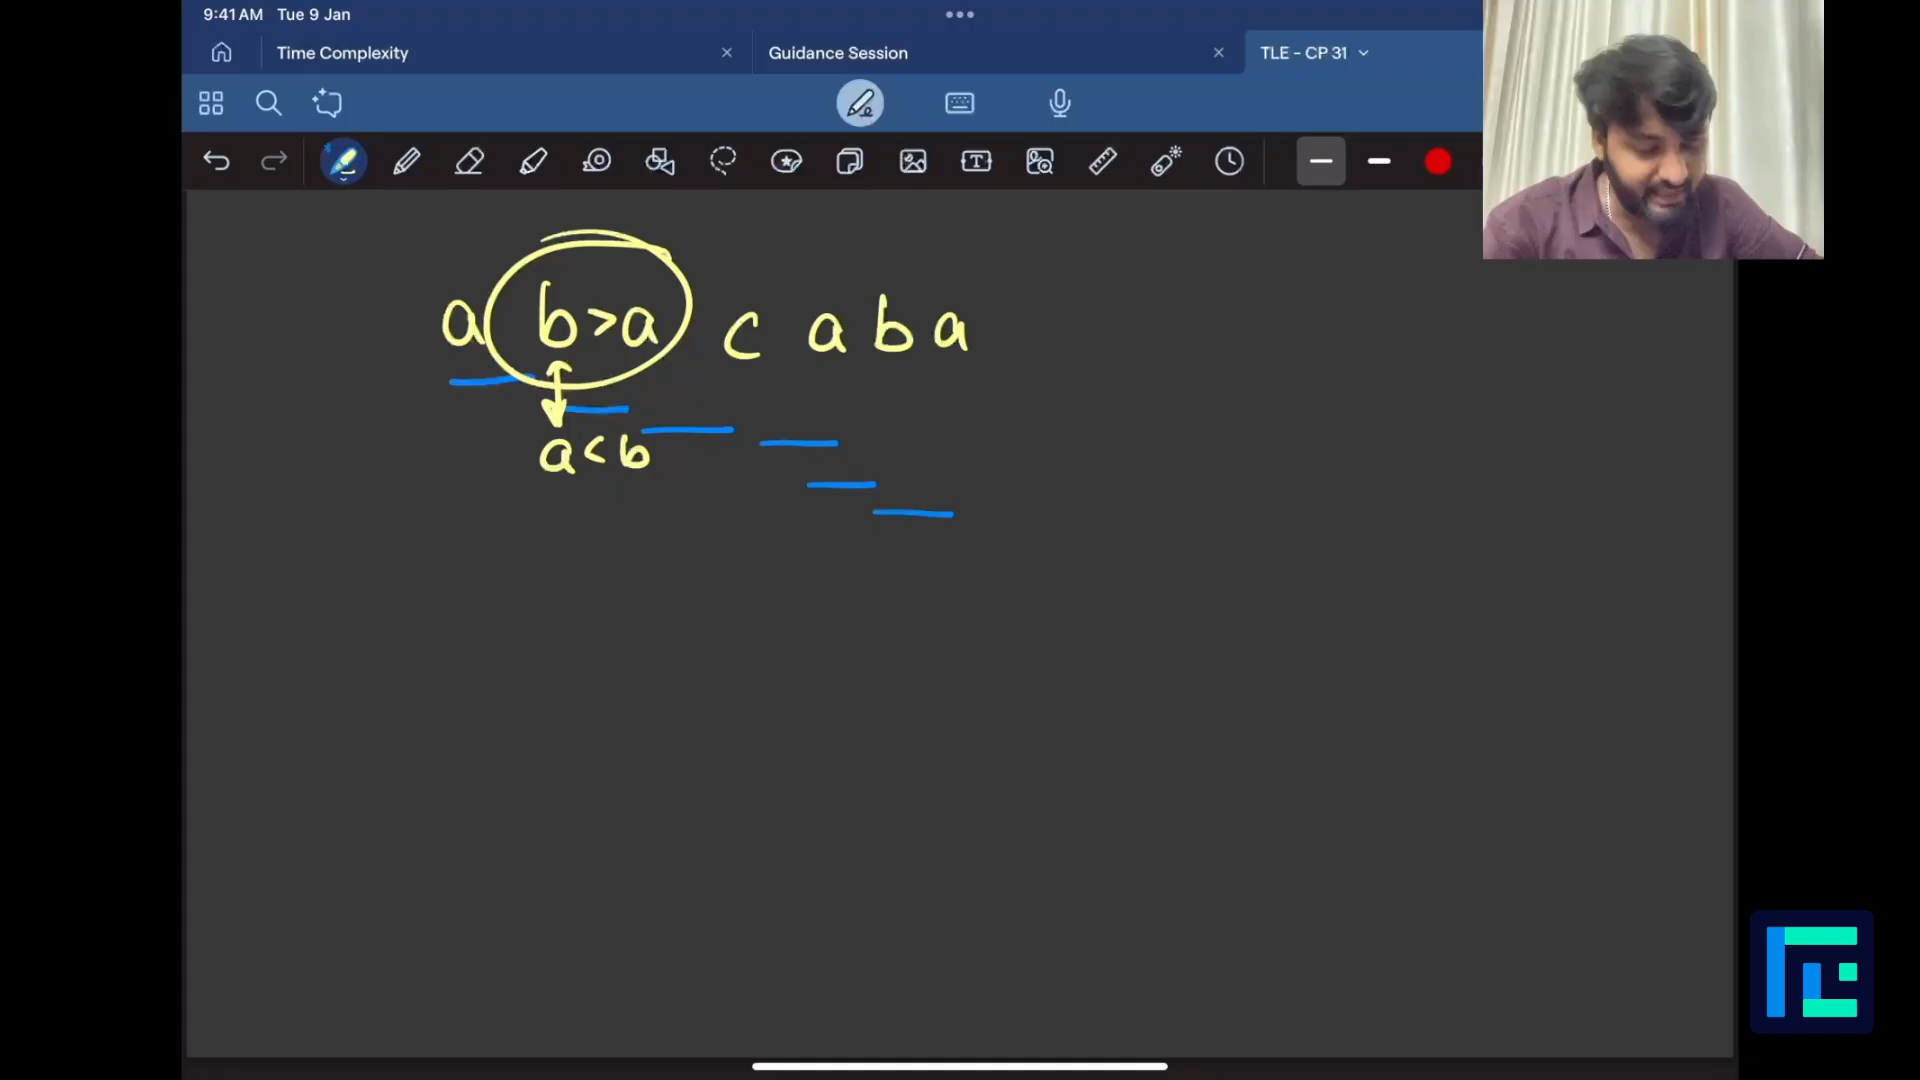 9:41 AM Tue 9 Jan
Time Complexity Guidance Session TLE - CP 31
a b>a c a b a
a<b